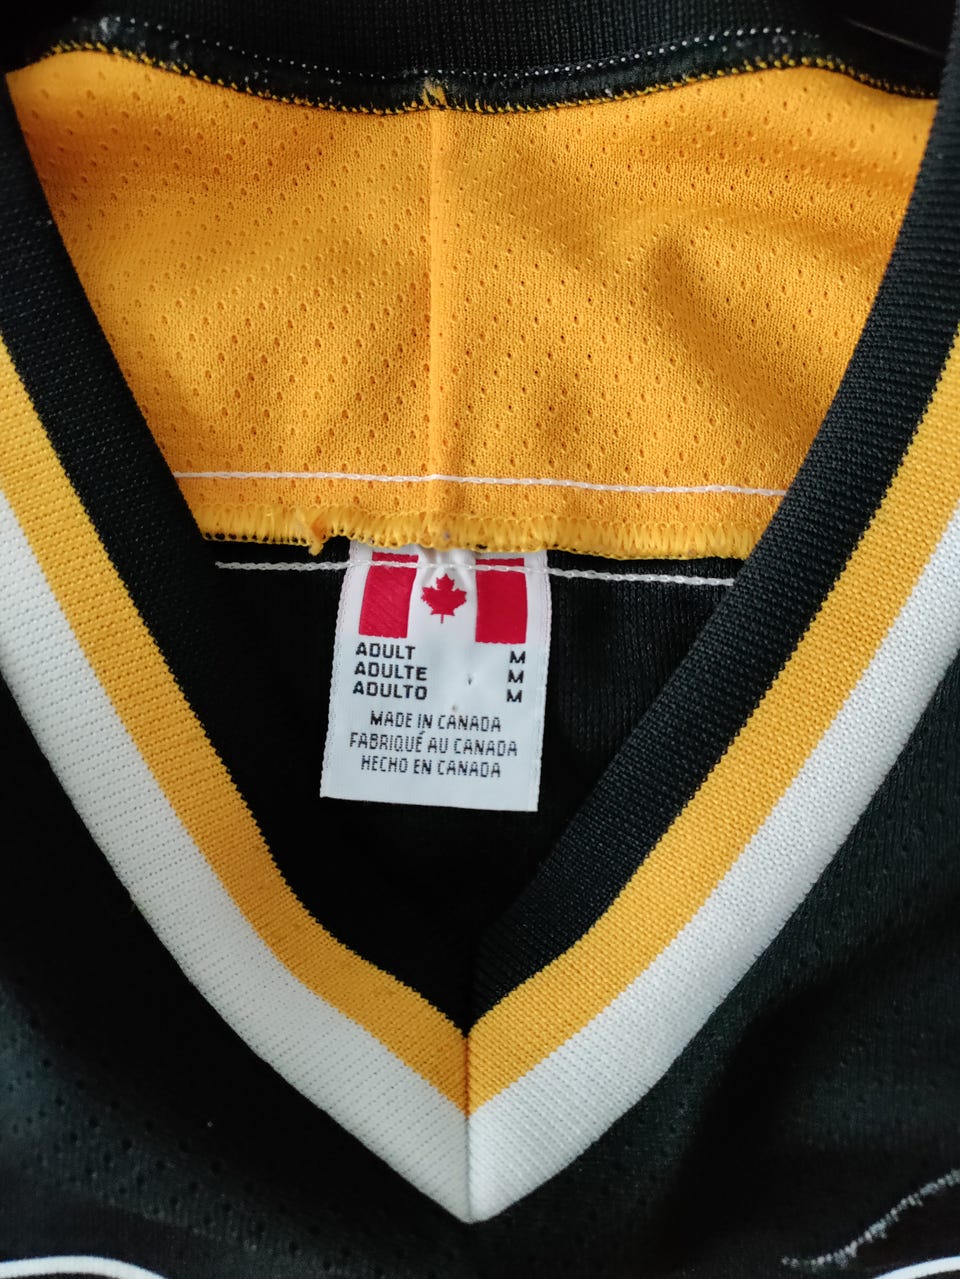 ADULT M
ADULTE M
ADULTO M
MADE IN CANADA
FABRIQUÉ AU CANADA
HECHO EN CANADA